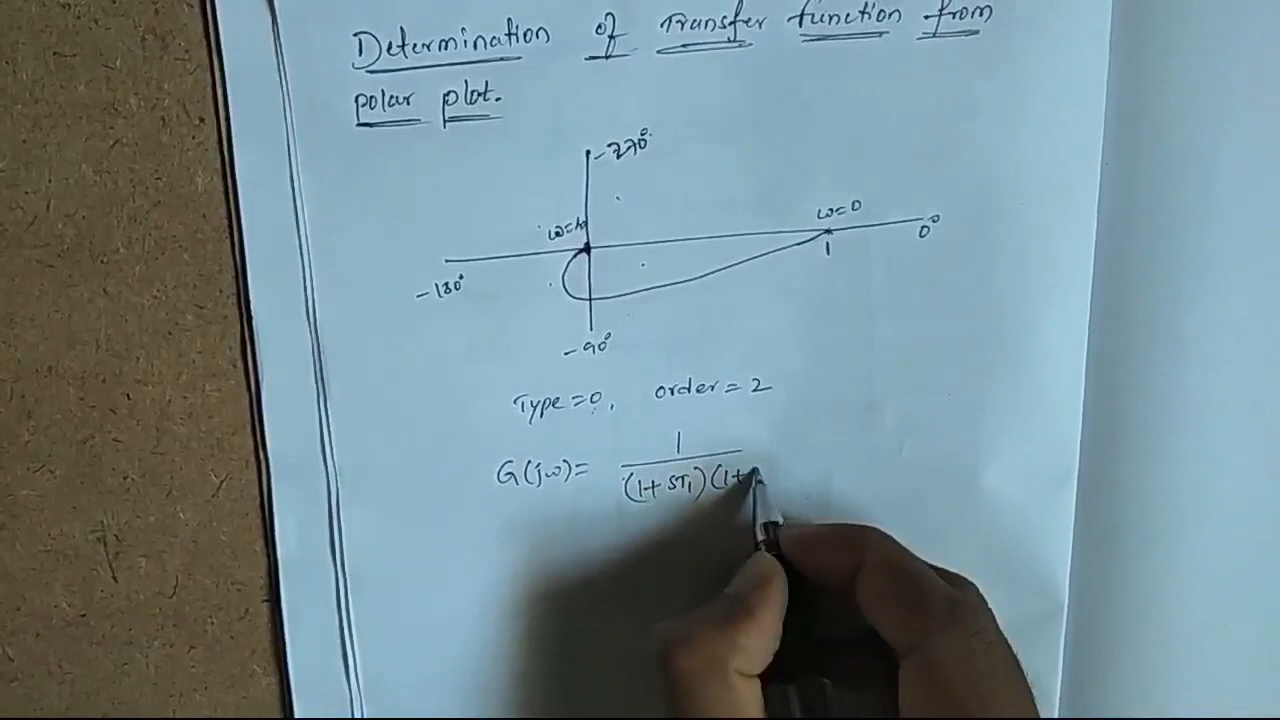 Determination of Transfer function from
polar plot.
-270°
ω=∞
ω=0
0°
1
-180°
-90°
Type=0, order=2
G(jω)= 1
(1+ST₁)(1+